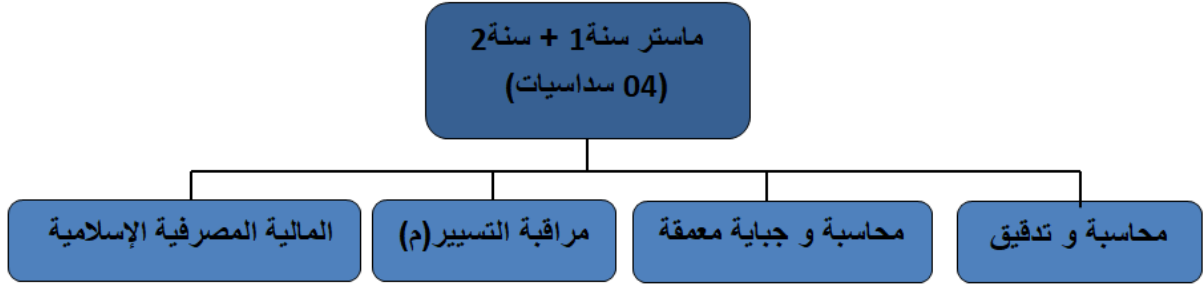 ماستر سنة1 + سنة2
(04 سداسيات)
محاسبة و تدقيق
محاسبة و جباية معمقة
مراقبة التسيير(م)
المالية المصرفية الإسلامية